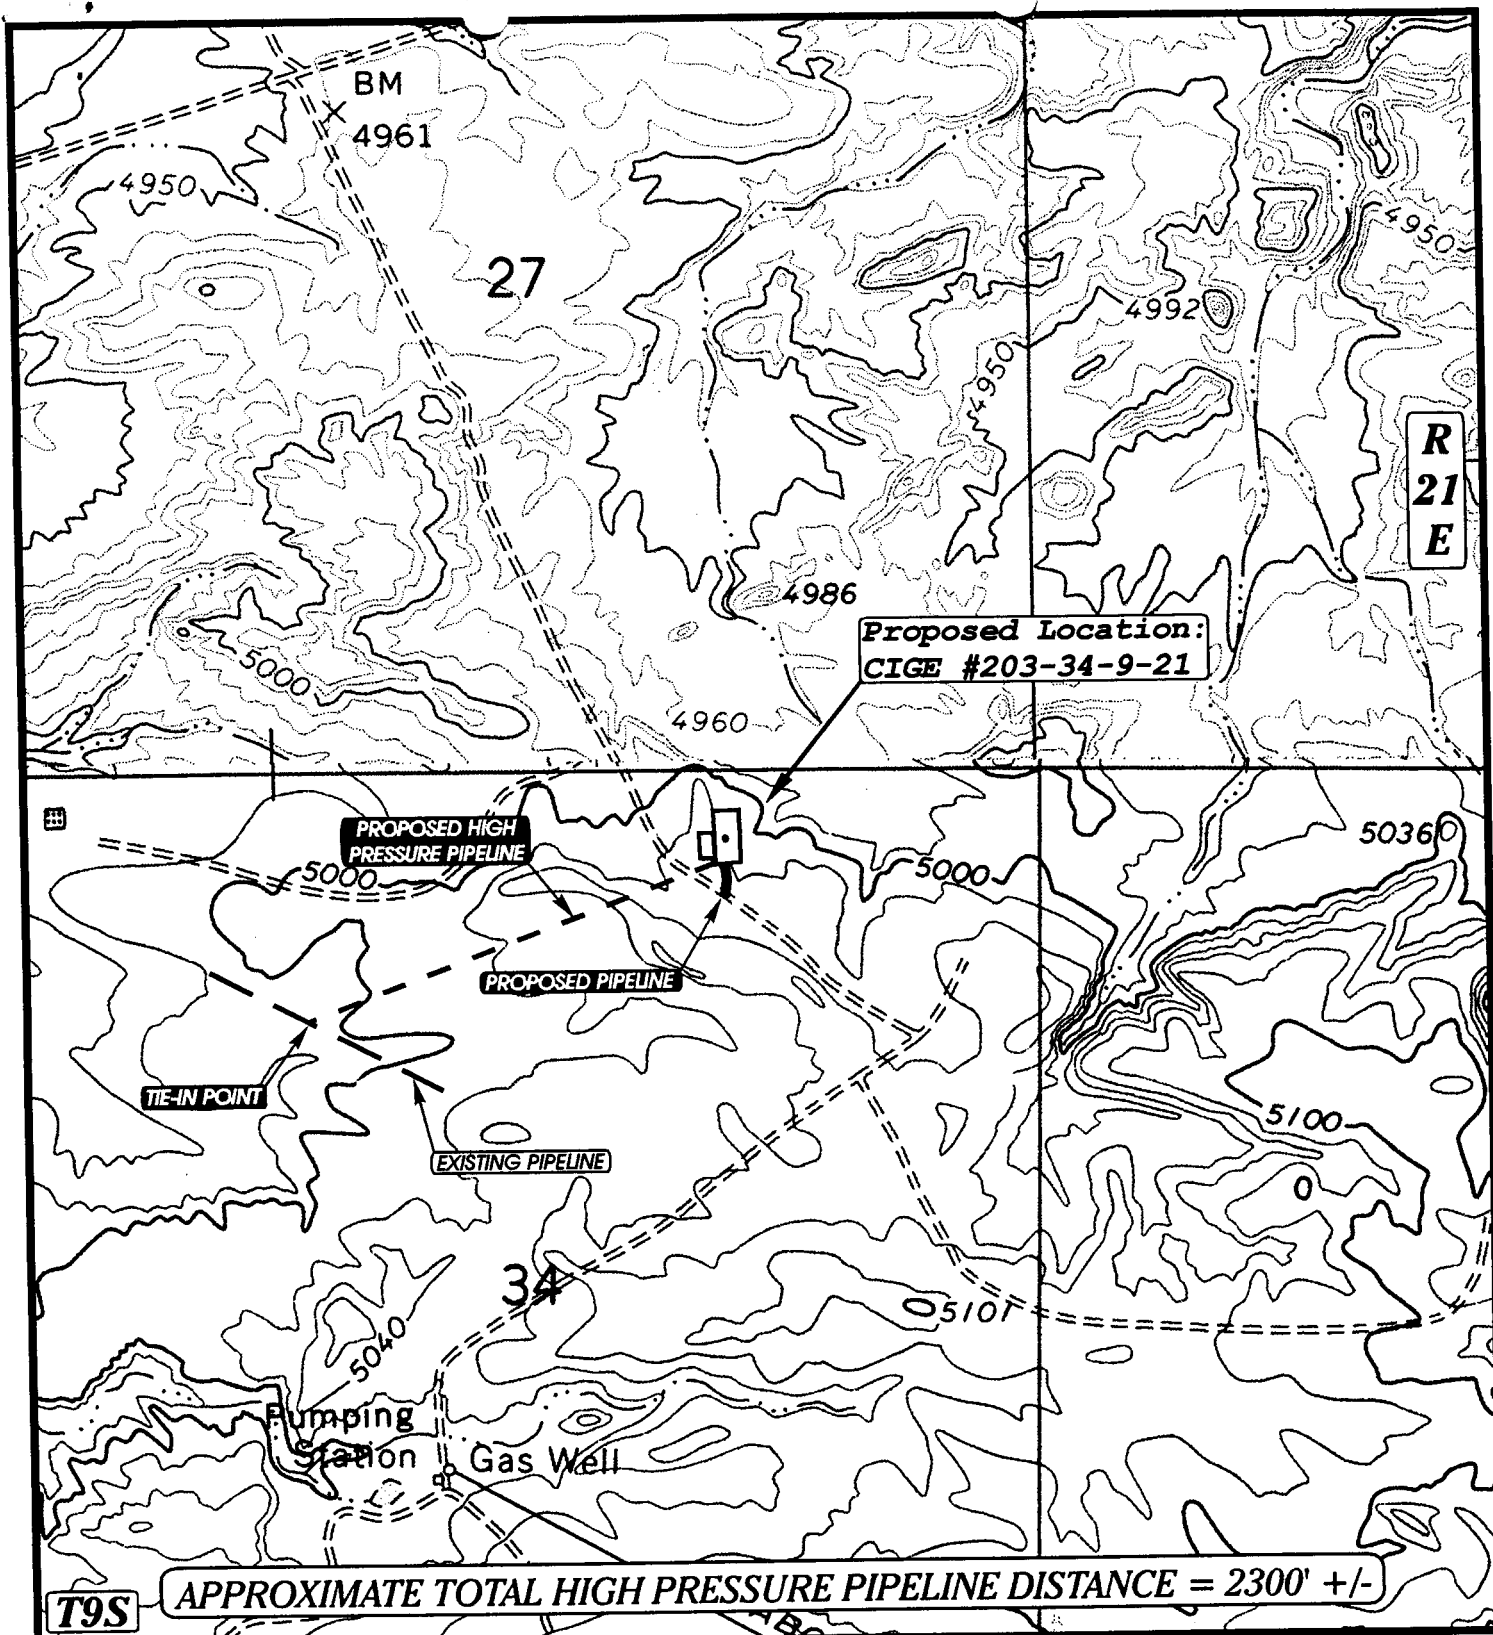 BM
4961
4950
4950
27
4992
4950
R
21
E
4986
Proposed Location:
CIGE #203-34-9-21
5000
4960
PROPOSED HIGH
PRESSURE PIPELINE
5036
5000
5000
PROPOSED PIPELINE
TIE-IN POINT
5100
EXISTING PIPELINE
34
5101
5040
Pumping
Station
Gas Well
APPROXIMATE TOTAL HIGH PRESSURE PIPELINE DISTANCE = 2300' +/-
T9S